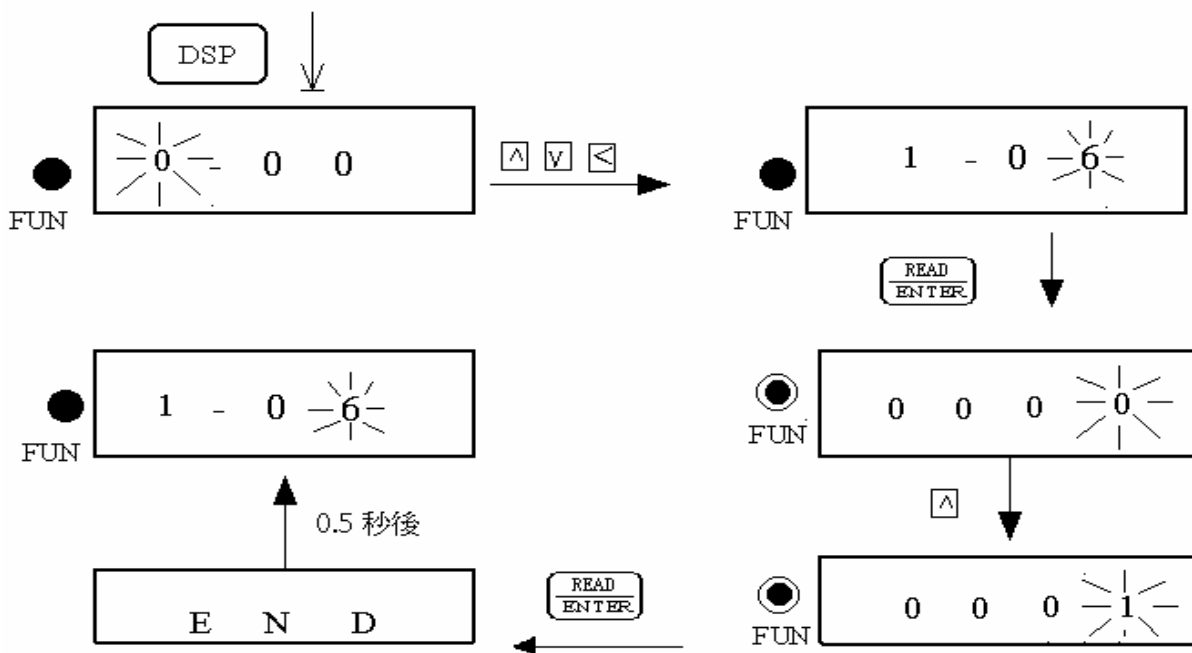 DSP
0 - 0 0
FUN
∧ ∨ <
1 - 0 6
FUN
READ
ENTER
0 0 0 0
FUN
∧
0 0 0 1
FUN
READ
ENTER
E N D
0.5 秒後
1 - 0 6
FUN